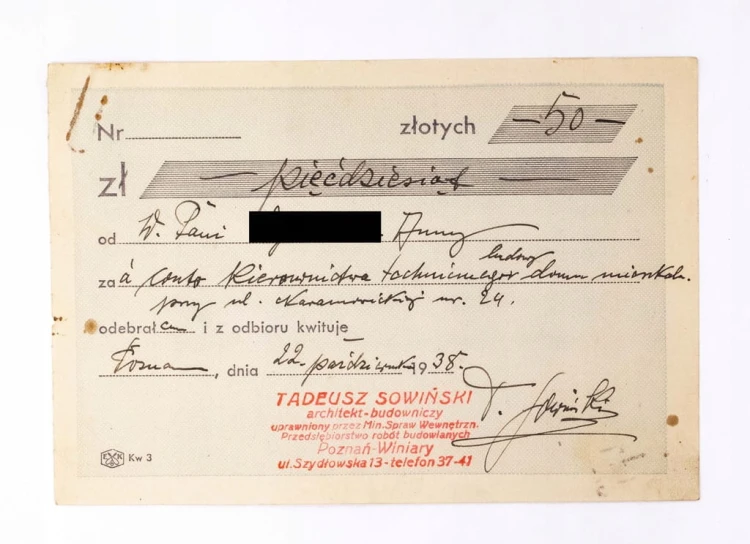 Nr złotych — 50 —
zł — pięćdziesiąt —
od W. Pani Anny
budowy
za á conto kierownictwa technicznego domu mieszkaln.
przy ul. nr. 24.
odebrałem i z odbioru kwituję
Poznań, dnia 22. października 1938.
TADEUSZ SOWIŃSKI
architekt-budowniczy
uprawniony przez Min. Spraw Wewnętrzn.
Przedsiębiorstwo robót budowlanych
Poznań-Winiary
ul. Szydłowska 13 - telefon 37-41
T. Sowiński
Kw 3